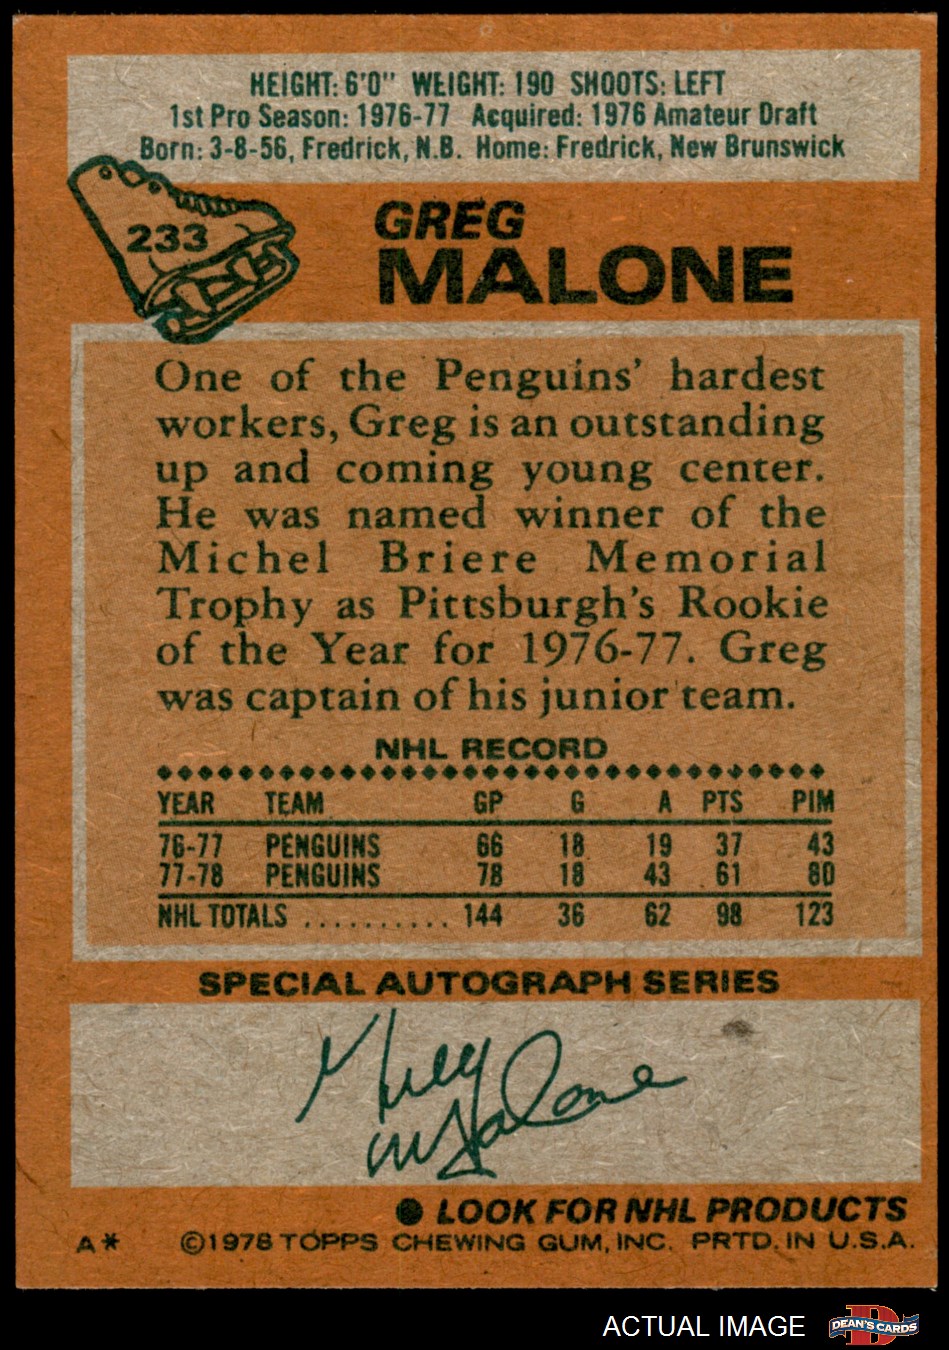 HEIGHT: 6'0" WEIGHT: 190 SHOOTS: LEFT
1st Pro Season: 1976-77 Acquired: 1976 Amateur Draft
Born: 3-8-56, Fredrick, N.B. Home: Fredrick, New Brunswick
233
GREG
MALONE
One of the Penguins' hardest
workers, Greg is an outstanding
up and coming young center.
He was named winner of the
Michel Briere Memorial
Trophy as Pittsburgh's Rookie
of the Year for 1976-77. Greg
was captain of his junior team.
NHL RECORD
YEAR TEAM GP G A PTS PIM
76-77 PENGUINS 66 18 19 37 43
77-78 PENGUINS 78 18 43 61 80
NHL TOTALS .......... 144 36 62 98 123
SPECIAL AUTOGRAPH SERIES
Greg
Malone
● LOOK FOR NHL PRODUCTS
A* ©1978 TOPPS CHEWING GUM, INC. PRTD. IN U.S.A.
ACTUAL IMAGE D DEAN'S CARDS